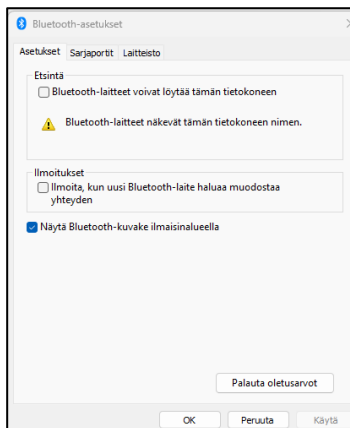 Bluetooth-asetukset
Asetukset Sarjaportit Laitteisto
Etsintä
Bluetooth-laitteet voivat löytää tämän tietokoneen
Bluetooth-laitteet näkevät tämän tietokoneen nimen.
Ilmoitukset
Ilmoita, kun uusi Bluetooth-laite haluaa muodostaa
yhteyden
Näytä Bluetooth-kuvake ilmaisinalueella
Palauta oletusarvot
OK Peruuta Käytä